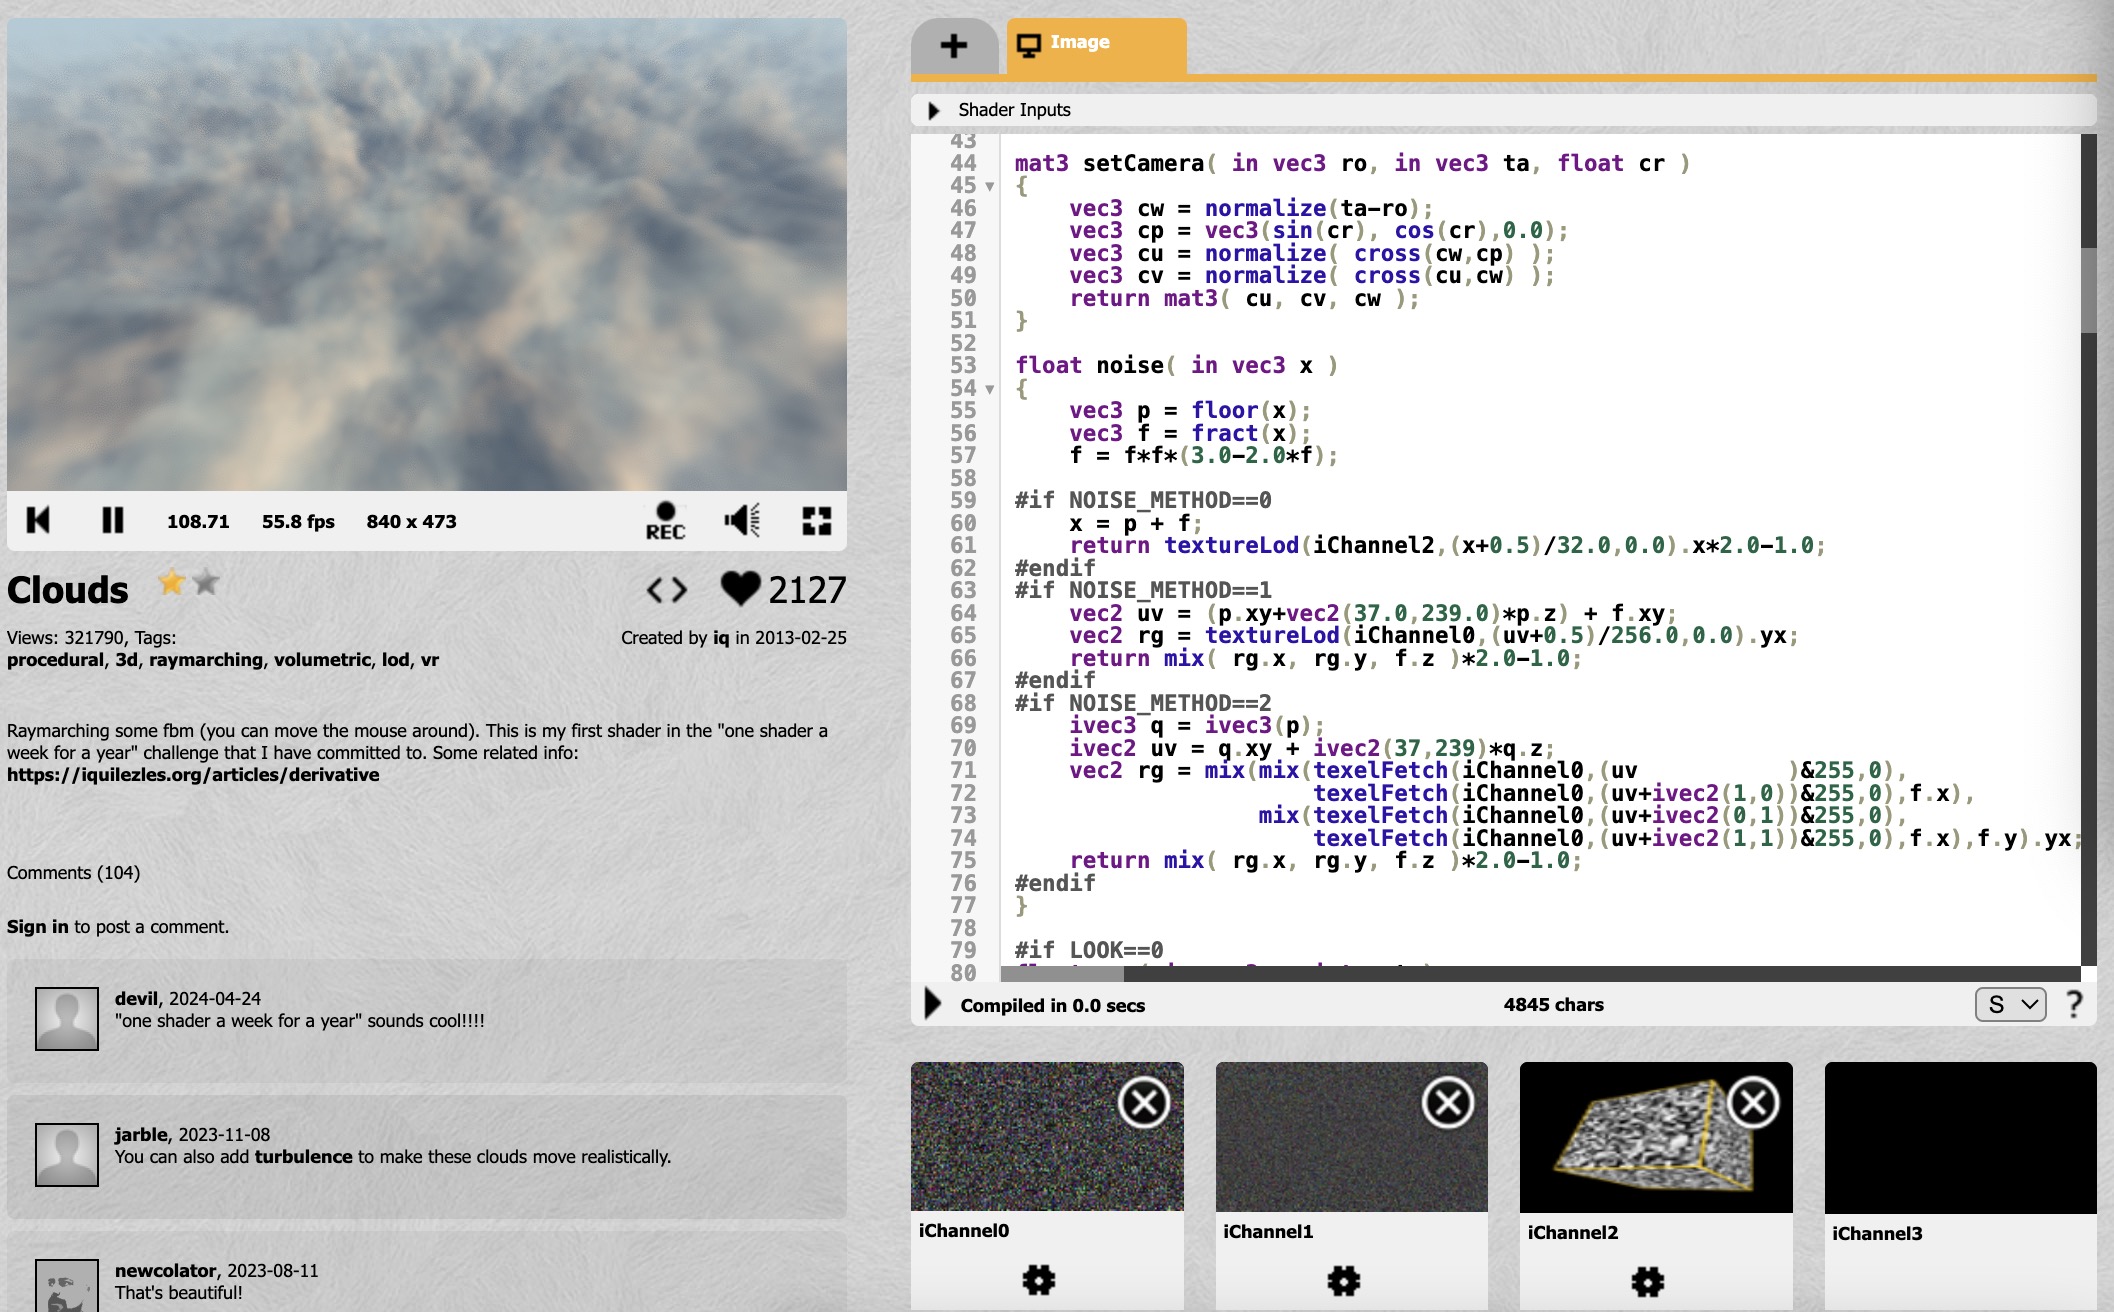 108.71 55.8 fps 840 x 473
REC
Clouds
2127
Views: 321790, Tags:
procedural, 3d, raymarching, volumetric, lod, vr
Created by iq in 2013-02-25
Raymarching some fbm (you can move the mouse around). This is my first shader in the "one shader a
week for a year" challenge that I have committed to. Some related info:
https://iquilezles.org/articles/derivative
Comments (104)
Sign in to post a comment.
devil, 2024-04-24
"one shader a week for a year" sounds cool!!!!
jarble, 2023-11-08
You can also add turbulence to make these clouds move realistically.
newcolator, 2023-08-11
That's beautiful!
+ Image
Shader Inputs
43
44 mat3 setCamera( in vec3 ro, in vec3 ta, float cr )
45 {
46     vec3 cw = normalize(ta-ro);
47     vec3 cp = vec3(sin(cr), cos(cr),0.0);
48     vec3 cu = normalize( cross(cw,cp) );
49     vec3 cv = normalize( cross(cu,cw) );
50     return mat3( cu, cv, cw );
51 }
52
53 float noise( in vec3 x )
54 {
55     vec3 p = floor(x);
56     vec3 f = fract(x);
57     f = f*f*(3.0-2.0*f);
58
59 #if NOISE_METHOD==0
60     x = p + f;
61     return textureLod(iChannel2,(x+0.5)/32.0,0.0).x*2.0-1.0;
62 #endif
63 #if NOISE_METHOD==1
64     vec2 uv = (p.xy+vec2(37.0,239.0)*p.z) + f.xy;
65     vec2 rg = textureLod(iChannel0,(uv+0.5)/256.0,0.0).yx;
66     return mix( rg.x, rg.y, f.z )*2.0-1.0;
67 #endif
68 #if NOISE_METHOD==2
69     ivec3 q = ivec3(p);
70     ivec2 uv = q.xy + ivec2(37,239)*q.z;
71     vec2 rg = mix(mix(texelFetch(iChannel0,(uv           )&255,0),
72                       texelFetch(iChannel0,(uv+ivec2(1,0))&255,0),f.x),
73                   mix(texelFetch(iChannel0,(uv+ivec2(0,1))&255,0),
74                       texelFetch(iChannel0,(uv+ivec2(1,1))&255,0),f.x),f.y).yx;
75     return mix( rg.x, rg.y, f.z )*2.0-1.0;
76 #endif
77 }
78
79 #if LOOK==0
80
Compiled in 0.0 secs 4845 chars S ?
iChannel0 iChannel1 iChannel2 iChannel3